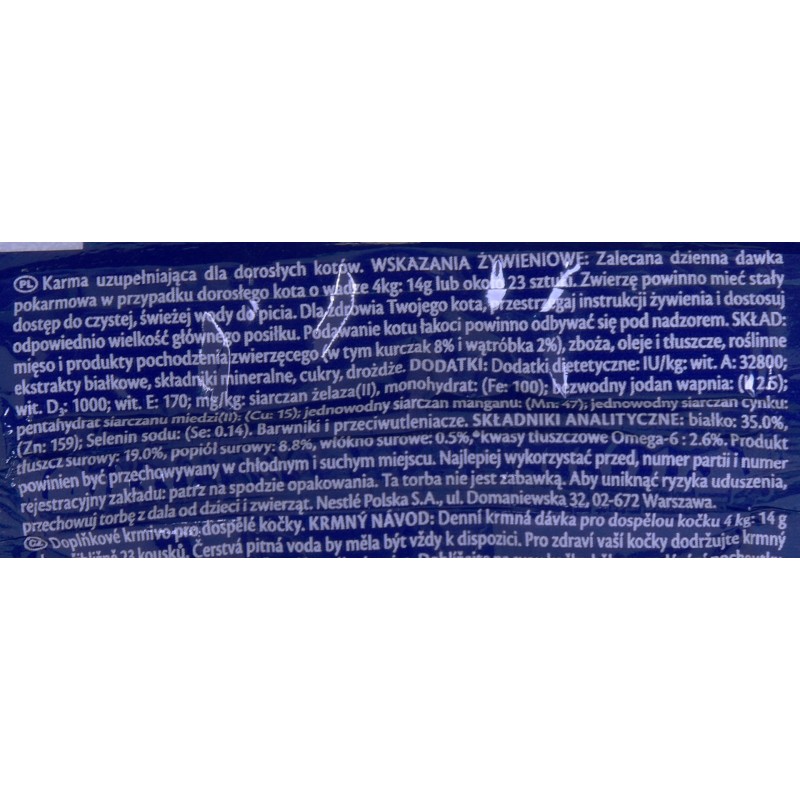 PL Karma uzupełniająca dla dorosłych kotów. WSKAZANIA ŻYWIENIOWE: Zalecana dzienna dawka
pokarmowa w przypadku dorosłego kota o wadze 4kg: 14g lub około 23 sztuk. Zwierzę powinno mieć stały
dostęp do czystej, świeżej wody do picia. Dla zdrowia Twojego kota, przestrzegaj instrukcji żywienia i dostosuj
odpowiednio wielkość głównego posiłku. Podawanie kotu łakoci powinno odbywać się pod nadzorem. SKŁAD:
mięso i produkty pochodzenia zwierzęcego (w tym kurczak 8% i wątróbka 2%), zboża, oleje i tłuszcze, roślinne
ekstrakty białkowe, składniki mineralne, cukry, drożdże. DODATKI: Dodatki dietetyczne: IU/kg: wit. A: 32800;
wit. D3: 1000; wit. E: 170; mg/kg: siarczan żelaza(II), monohydrat: (Fe: 100); bezwodny jodan wapnia: (I: 2.5);
pentahydrat siarczanu miedzi(II): (Cu: 15); jednowodny siarczan manganu: (Mn: 47); jednowodny siarczan cynku:
(Zn: 159); Selenin sodu: (Se: 0.14). Barwniki i przeciwutleniacze. SKŁADNIKI ANALITYCZNE: białko: 35.0%,
tłuszcz surowy: 19.0%, popiół surowy: 8.8%, włókno surowe: 0.5%, kwasy tłuszczowe Omega-6 : 2.6%. Produkt
powinien być przechowywany w chłodnym i suchym miejscu. Najlepiej wykorzystać przed, numer partii i numer
rejestracyjny zakładu: patrz na spodzie opakowania. Ta torba nie jest zabawką. Aby uniknąć ryzyka uduszenia,
przechowuj torbę z dala od dzieci i zwierząt. Nestlé Polska S.A., ul. Domaniewska 32, 02-672 Warszawa.
CZ Doplňkové krmivo pro dospělé kočky. KRMNÝ NÁVOD: Denní krmná dávka pro dospělou kočku 4 kg: 14 g
23 kousků. Čerstvá pitná voda by měla být vždy k dispozici. Pro zdraví vaší kočky dodržujte krmný